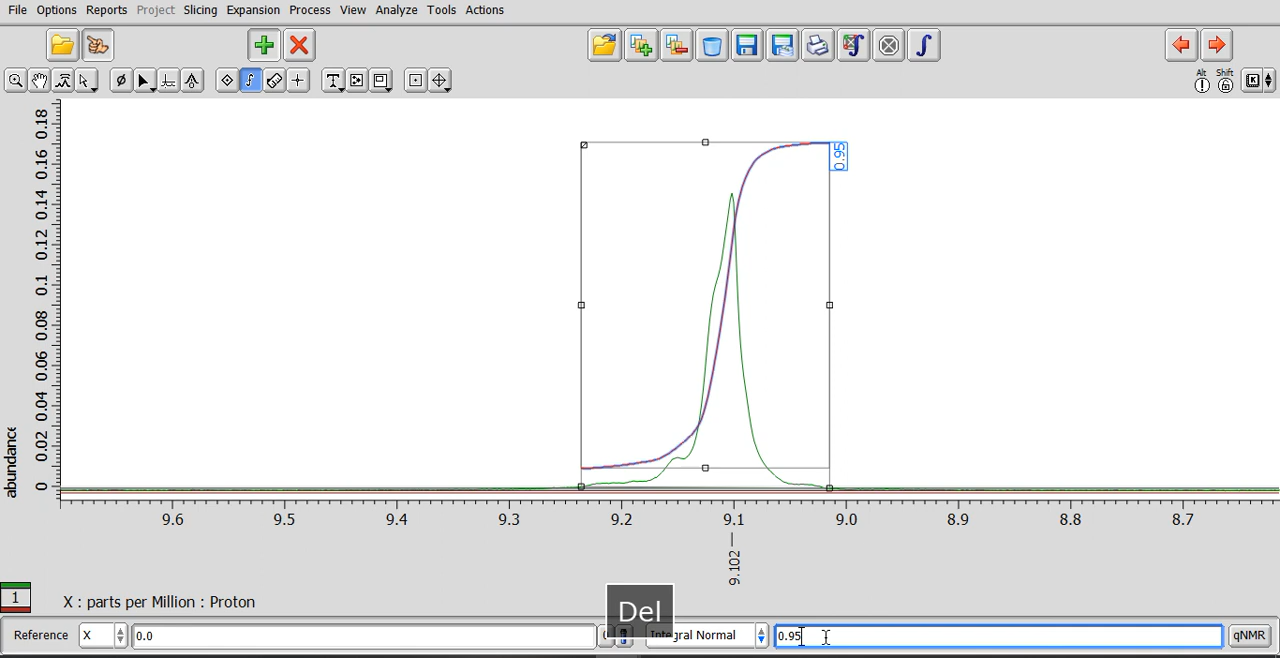 File Options Reports Project Slicing Expansion Process View Analyze Tools Actions
Alt Shift
K
0.95
abundance
0 0.02 0.04 0.06 0.08 0.1 0.12 0.14 0.16 0.18
9.6 9.5 9.4 9.3 9.2 9.1 9.0 8.9 8.8 8.7
9.102
1
X : parts per Million : Proton
Del
Reference X 0.0 Integral Normal 0.95 qNMR